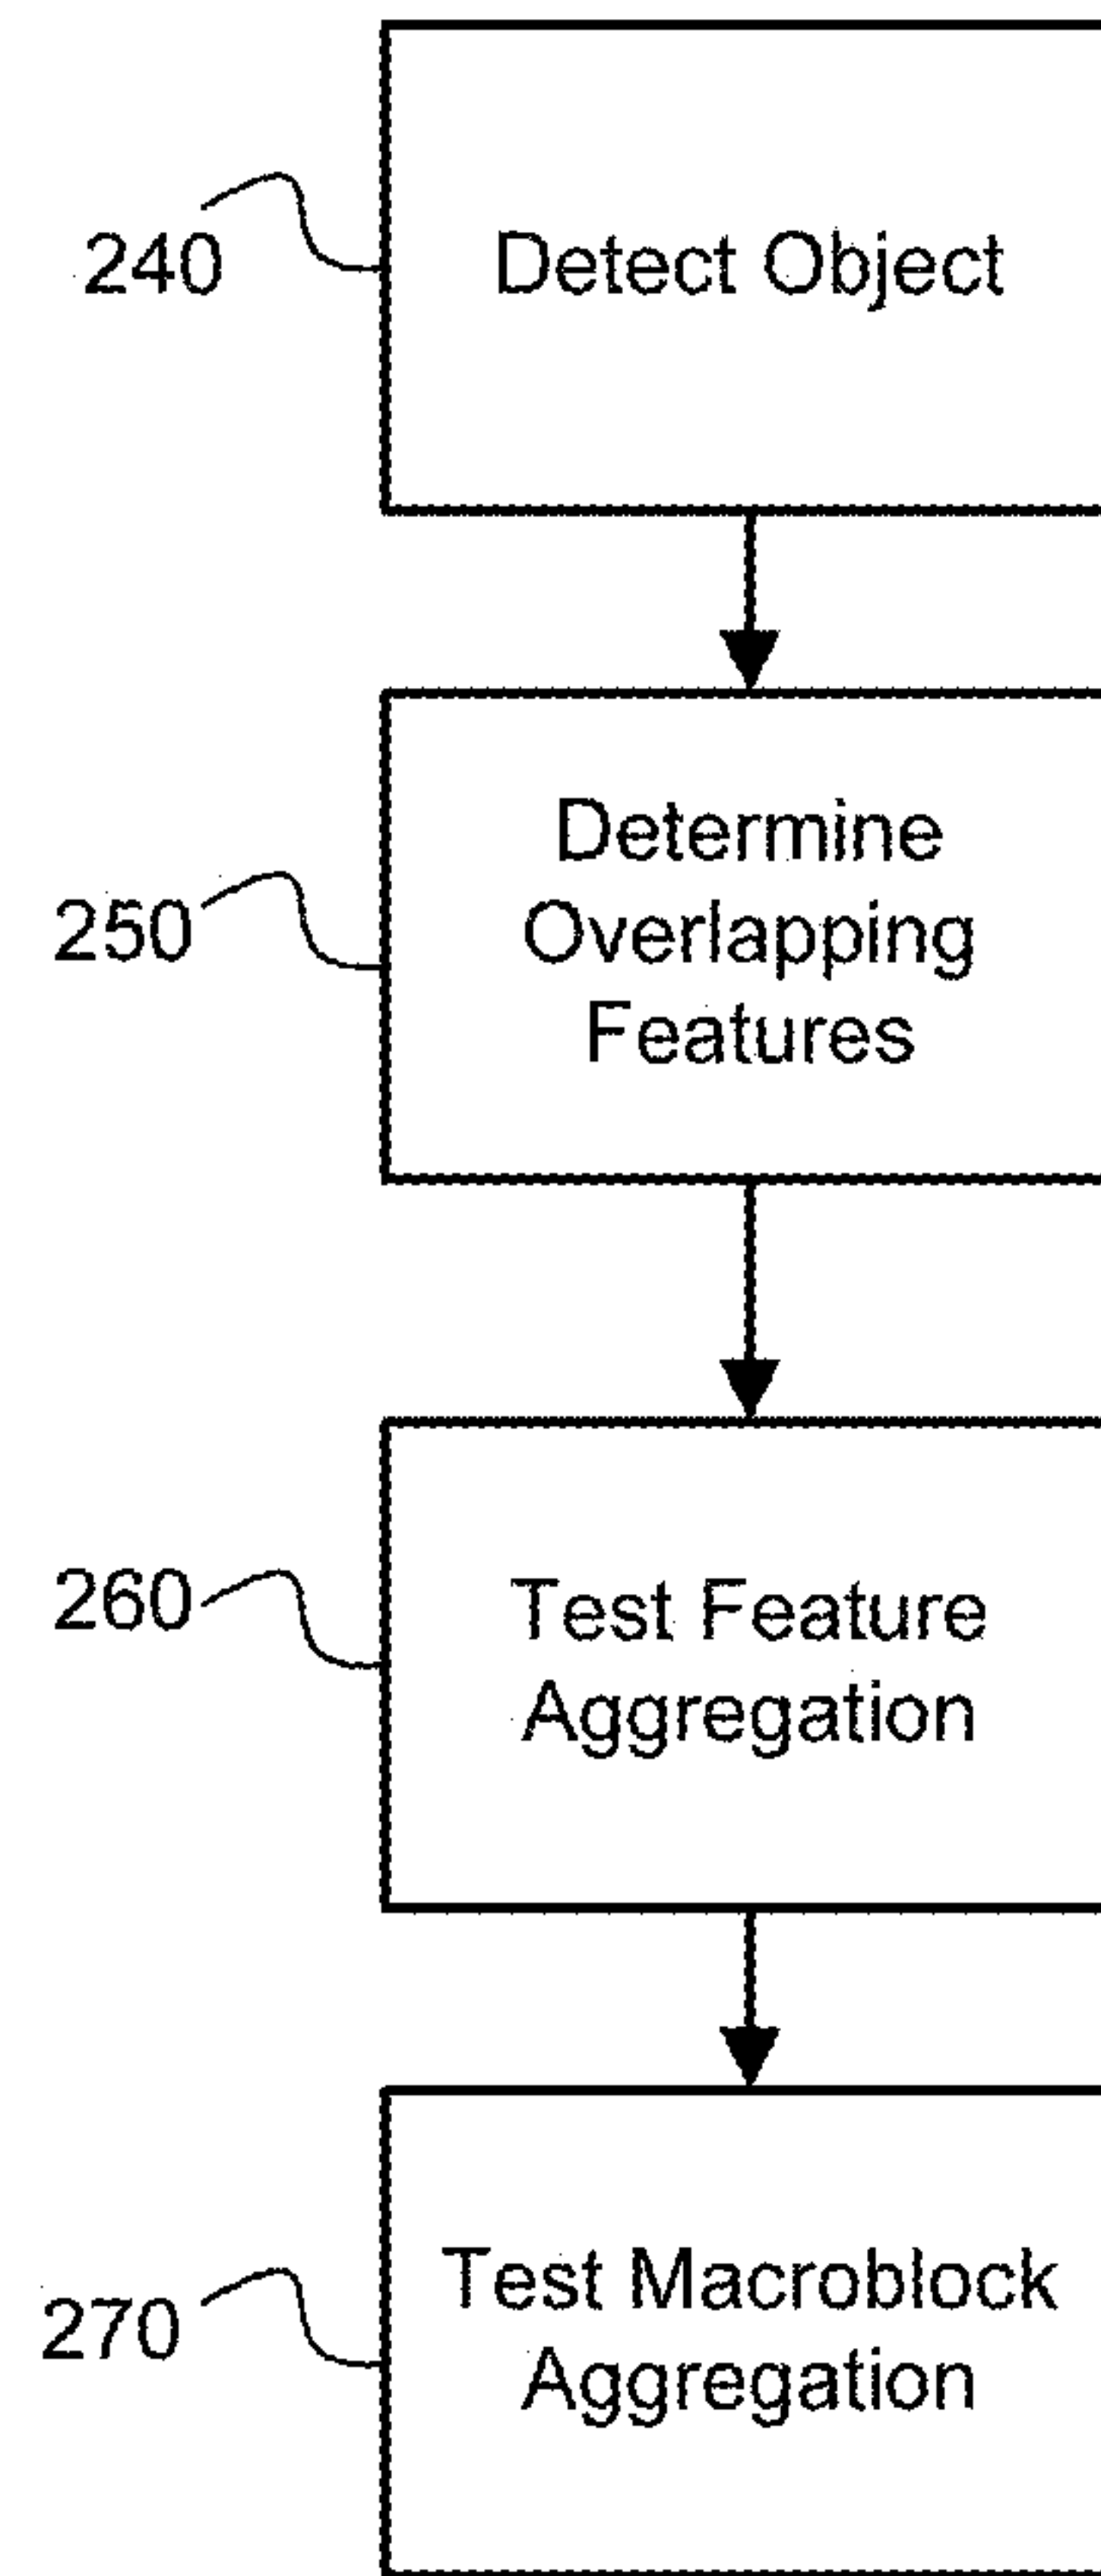 240
Detect Object
250
Determine
Overlapping
Features
260
Test Feature
Aggregation
270
Test Macroblock
Aggregation